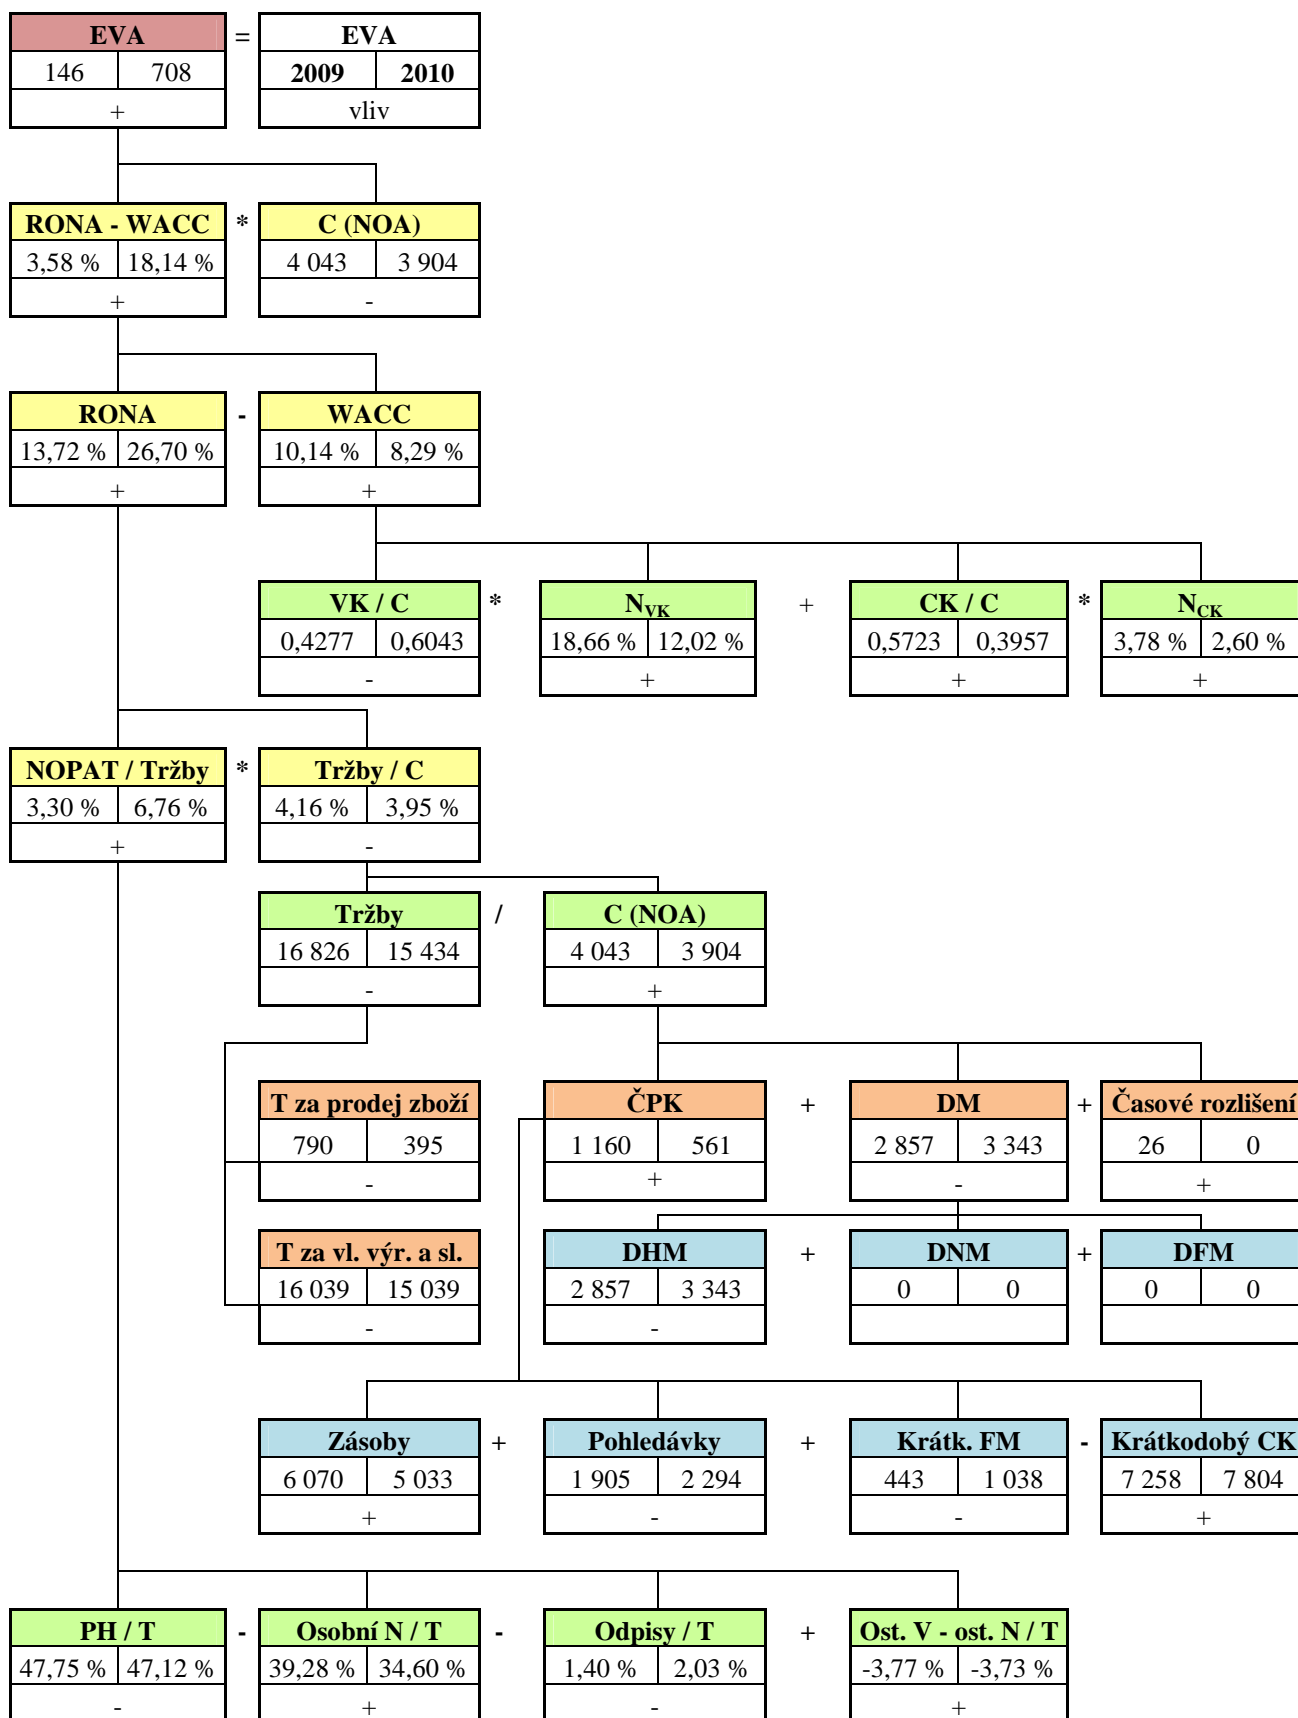 EVA = EVA
146 708 2009 2010
+ vliv
RONA - WACC * C (NOA)
3,58 % 18,14 % 4 043 3 904
+ -
RONA - WACC
13,72 % 26,70 % 10,14 % 8,29 %
+ +
VK / C * NVK + CK / C * NCK
0,4277 0,6043 18,66 % 12,02 % 0,5723 0,3957 3,78 % 2,60 %
- + + +
NOPAT / Tržby * Tržby / C
3,30 % 6,76 % 4,16 % 3,95 %
+ -
Tržby / C (NOA)
16 826 15 434 4 043 3 904
- +
T za prodej zboží ČPK + DM + Časové rozlišení
790 395 1 160 561 2 857 3 343 26 0
- + - +
T za vl. výr. a sl. DHM + DNM + DFM
16 039 15 039 2 857 3 343 0 0 0 0
- -
Zásoby + Pohledávky + Krátk. FM - Krátkodobý CK
6 070 5 033 1 905 2 294 443 1 038 7 258 7 804
+ - - +
PH / T - Osobní N / T - Odpisy / T + Ost. V - ost. N / T
47,75 % 47,12 % 39,28 % 34,60 % 1,40 % 2,03 % -3,77 % -3,73 %
- + - +